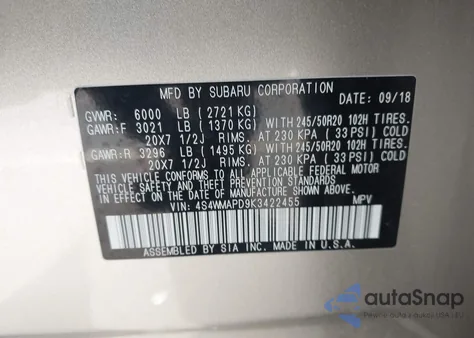 MFD BY SUBARU CORPORATION
DATE: 09/18
GVWR: 6000 LB ( 2721 KG)
GAWR:F 3021 LB ( 1370 KG) WITH 245/50R20 102H TIRES.
20X7 1/2J RIMS. AT 230 KPA ( 33 PSI) COLD
GAWR:R 3296 LB ( 1495 KG) WITH 245/50R20 102H TIRES.
20X7 1/2J RIMS. AT 230 KPA ( 33 PSI) COLD
THIS VEHICLE CONFORMS TO ALL APPLICABLE FEDERAL MOTOR
VEHICLE SAFETY AND THEFT PREVENTION STANDARDS
IN EFFECT ON THE DATE OF MANUFACTURE SHOWN ABOVE.
VIN: 4S4WMAPD9K3422455 MPV
ASSEMBLED BY SIA INC. MADE IN U.S.A.
autoSnap